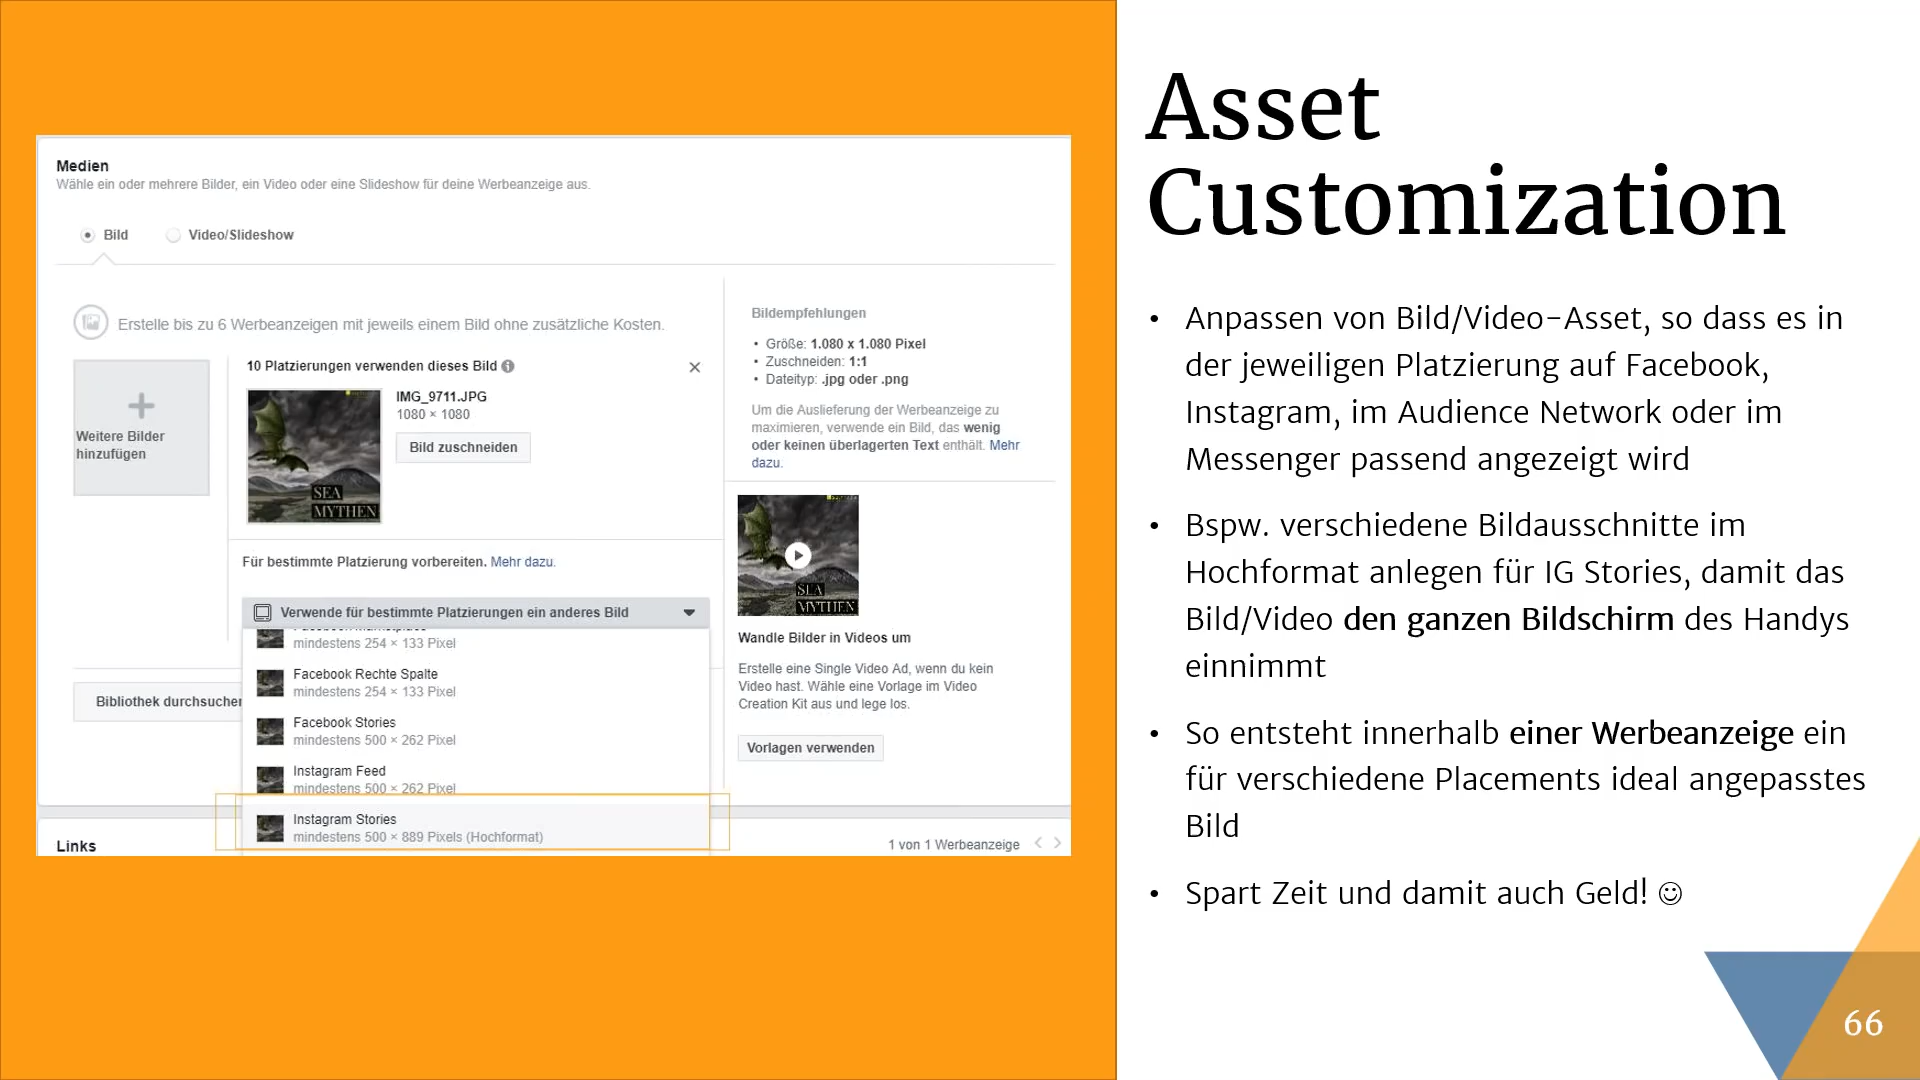 Medien
Wähle ein oder mehrere Bilder, ein Video oder eine Slideshow für deine Werbeanzeige aus.
Bild
Video/Slideshow
Erstelle bis zu 6 Werbeanzeigen mit jeweils einem Bild ohne zusätzliche Kosten.
Weitere Bilder
hinzufügen
10 Platzierungen verwenden dieses Bild
IMG_9711.JPG
1080 × 1080
Bild zuschneiden
SEA
MYTHEN
Für bestimmte Platzierung vorbereiten. Mehr dazu.
Verwende für bestimmte Platzierungen ein anderes Bild
mindestens 254 × 133 Pixel
Facebook Rechte Spalte
mindestens 254 × 133 Pixel
Facebook Stories
mindestens 500 × 262 Pixel
Instagram Feed
mindestens 500 × 262 Pixel
Instagram Stories
mindestens 500 × 889 Pixels (Hochformat)
Bibliothek durchsuchen
Bildempfehlungen
• Größe: 1.080 x 1.080 Pixel
• Zuschneiden: 1:1
• Dateityp: .jpg oder .png
Um die Auslieferung der Werbeanzeige zu
maximieren, verwende ein Bild, das wenig
oder keinen überlagerten Text enthält. Mehr
dazu.
SEA
MYTHEN
Wandle Bilder in Videos um
Erstelle eine Single Video Ad, wenn du kein
Video hast. Wähle eine Vorlage im Video
Creation Kit aus und lege los.
Vorlagen verwenden
Links
1 von 1 Werbeanzeige
Asset
Customization
• Anpassen von Bild/Video-Asset, so dass es in
der jeweiligen Platzierung auf Facebook,
Instagram, im Audience Network oder im
Messenger passend angezeigt wird
• Bspw. verschiedene Bildausschnitte im
Hochformat anlegen für IG Stories, damit das
Bild/Video den ganzen Bildschirm des Handys
einnimmt
• So entsteht innerhalb einer Werbeanzeige ein
für verschiedene Placements ideal angepasstes
Bild
• Spart Zeit und damit auch Geld! ☺
66